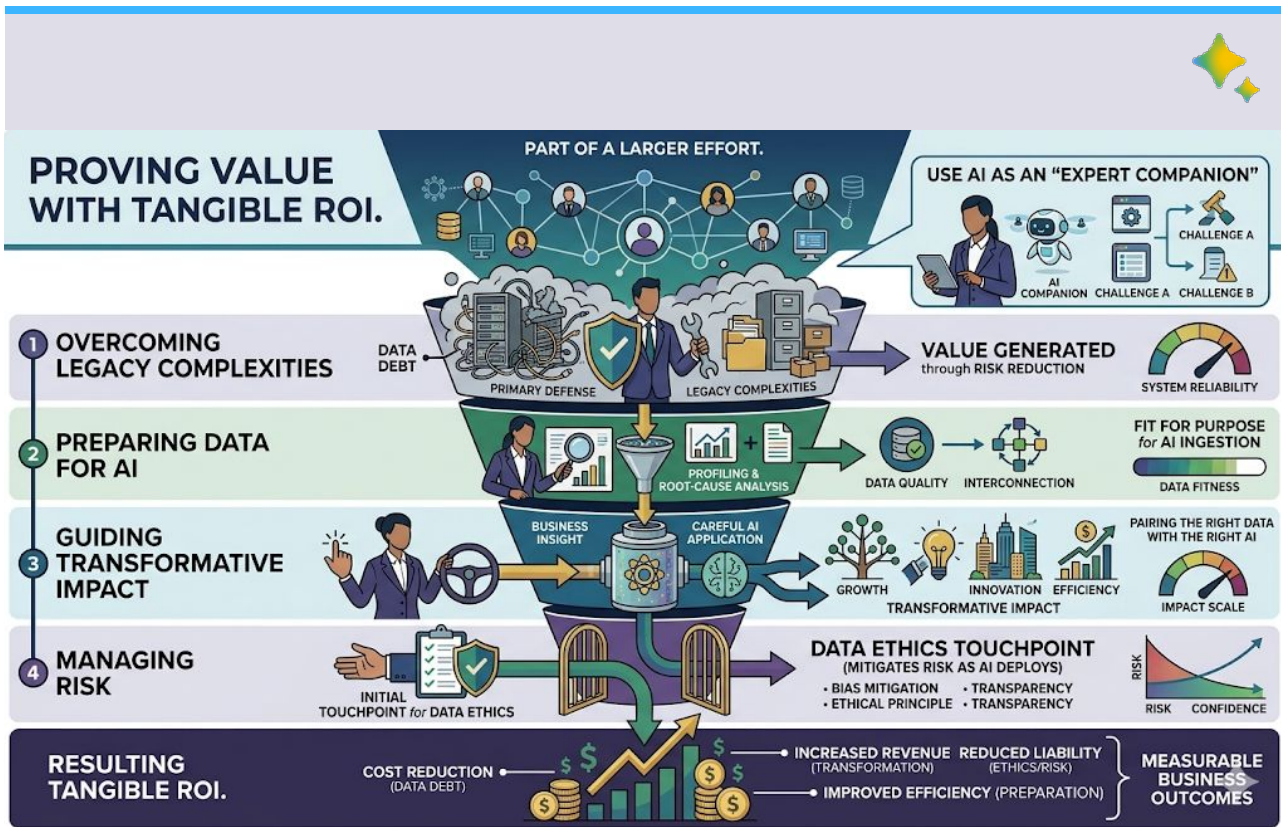 PROVING VALUE
WITH TANGIBLE ROI.
PART OF A LARGER EFFORT.
USE AI AS AN “EXPERT COMPANION”
AI
COMPANION
CHALLENGE A
CHALLENGE A
CHALLENGE B
1
OVERCOMING
LEGACY COMPLEXITIES
DATA
DEBT
PRIMARY DEFENSE
LEGACY COMPLEXITIES
VALUE GENERATED
through RISK REDUCTION
SYSTEM RELIABILITY
2
PREPARING DATA
FOR AI
PROFILING &
ROOT-CAUSE ANALYSIS
DATA QUALITY
INTERCONNECTION
FIT FOR PURPOSE
for AI INGESTION
DATA FITNESS
3
GUIDING
TRANSFORMATIVE
IMPACT
BUSINESS
INSIGHT
CAREFUL AI
APPLICATION
GROWTH
INNOVATION
EFFICIENCY
TRANSFORMATIVE IMPACT
PAIRING THE RIGHT DATA
WITH THE RIGHT AI
IMPACT SCALE
4
MANAGING
RISK
INITIAL
TOUCHPOINT for DATA ETHICS
DATA ETHICS TOUCHPOINT
(MITIGATES RISK AS AI DEPLOYS)
• BIAS MITIGATION • TRANSPARENCY
• ETHICAL PRINCIPLE • TRANSPARENCY
RISK
RISK CONFIDENCE
RESULTING
TANGIBLE ROI.
COST REDUCTION
(DATA DEBT)
INCREASED REVENUE REDUCED LIABILITY
(TRANSFORMATION) (ETHICS/RISK)
IMPROVED EFFICIENCY (PREPARATION)
MEASURABLE
BUSINESS
OUTCOMES